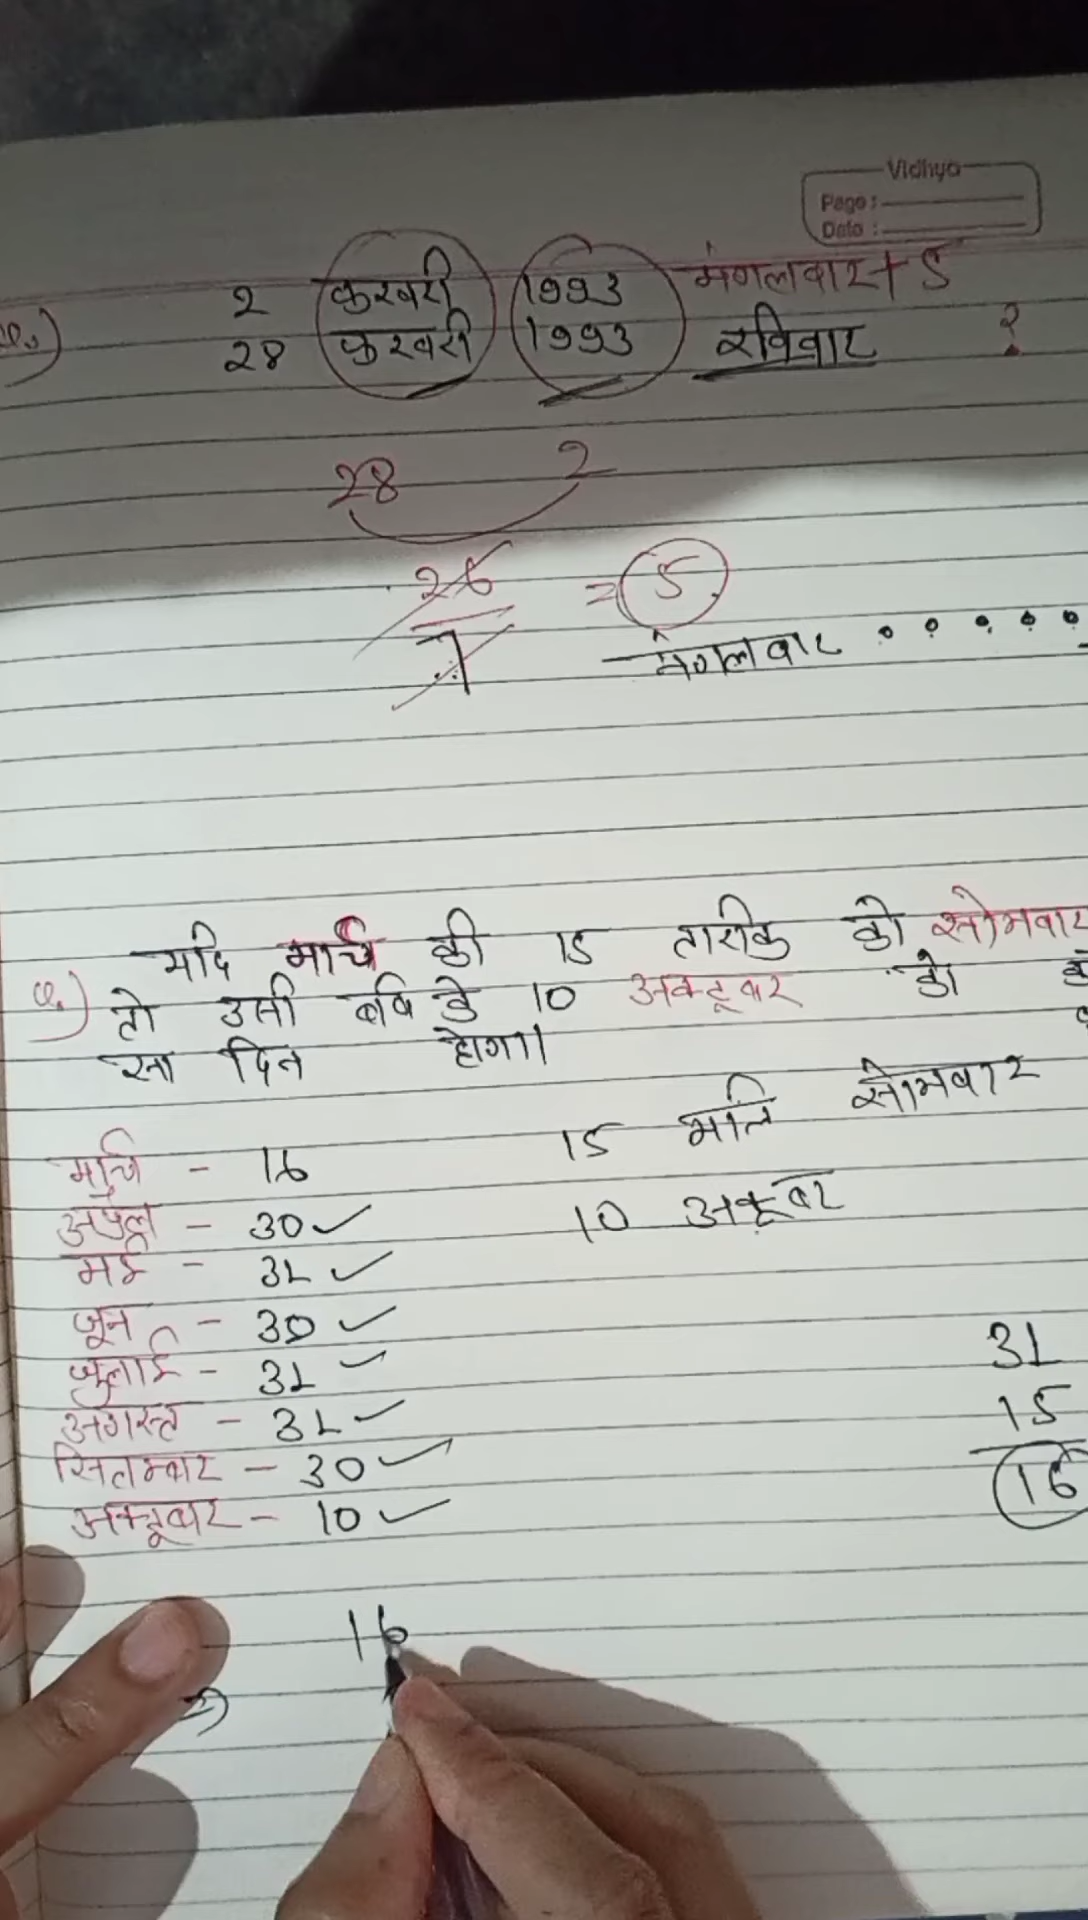 Vidhya
Page :
Date :
2 फरवरी 1993 मंगलवार + 5
28 फरवरी 1993 रविवार ?
28 2
26 = 5
7
मंगलवार
यदि मार्च की 15 तारीक को सोमवार
Q.) तो उसी वर्ष के 10 अक्टूबर को
सा दिन होगा।
15 मार्च सोमवार
मार्च - 16
10 अक्टूबर
अप्रैल - 30 ✓
मई - 31 ✓
जून - 30 ✓
31
जुलाई - 31 ✓
15
अगस्त - 31 ✓
सितम्बर - 30 ✓
16
अक्टूबर - 10 ✓
16